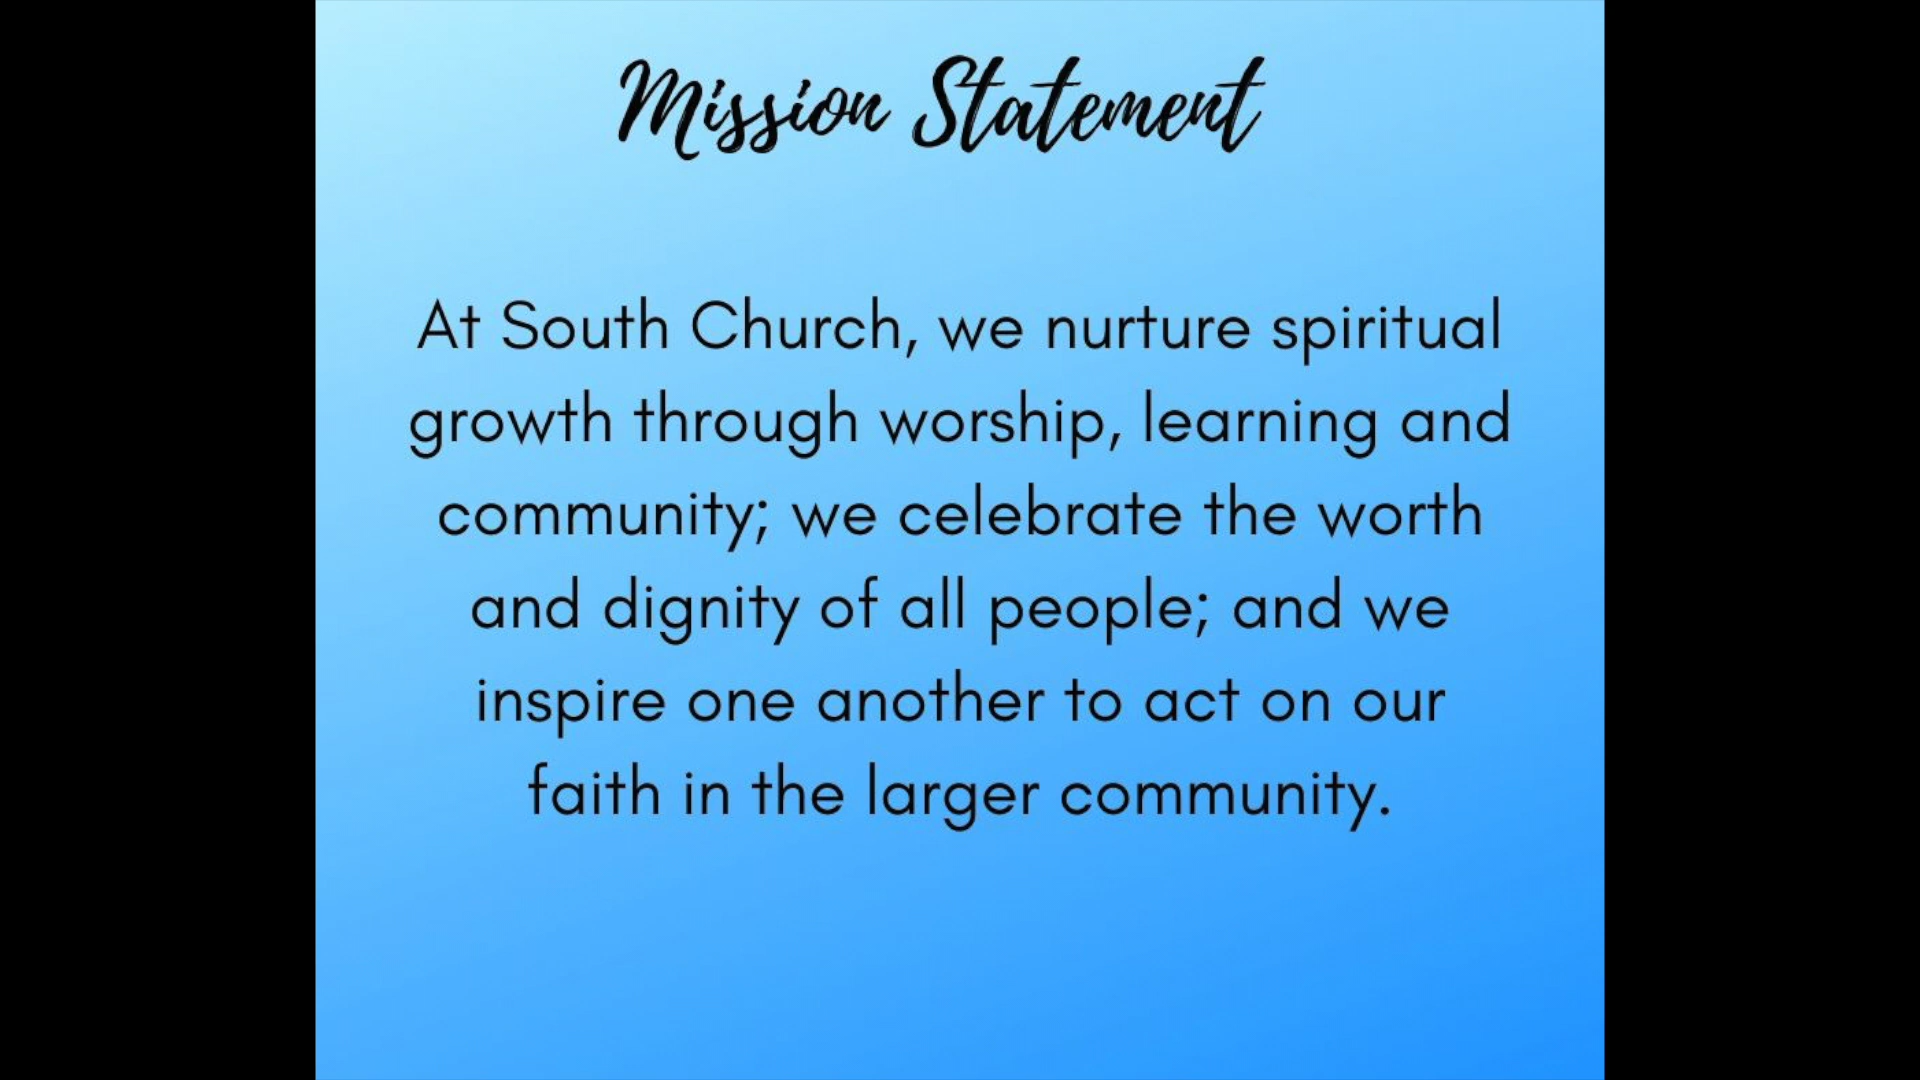 Mission Statement
At South Church, we nurture spiritual
growth through worship, learning and
community; we celebrate the worth
and dignity of all people; and we
inspire one another to act on our
faith in the larger community.